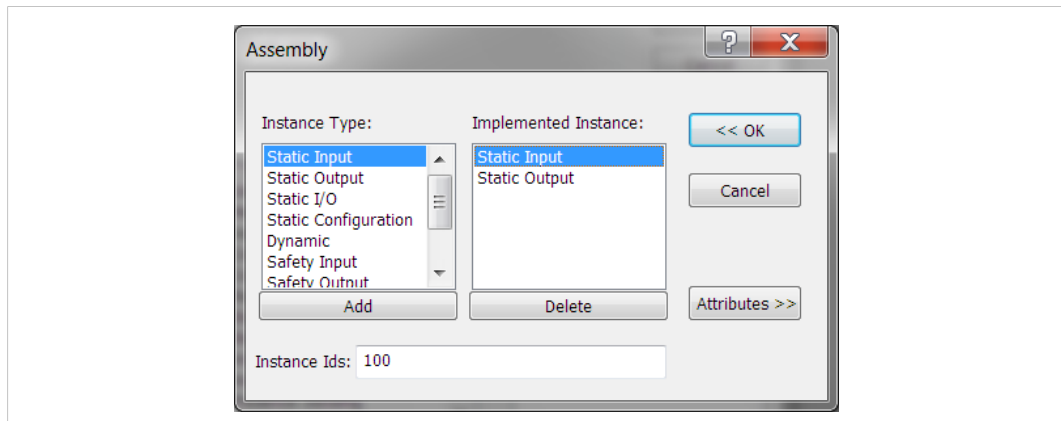 Assembly
Instance Type:
Static Input
Static Output
Static I/O
Static Configuration
Dynamic
Safety Input
Safety Output
Add
Implemented Instance:
Static Input
Static Output
Delete
<< OK
Cancel
Attributes >>
Instance Ids: 100